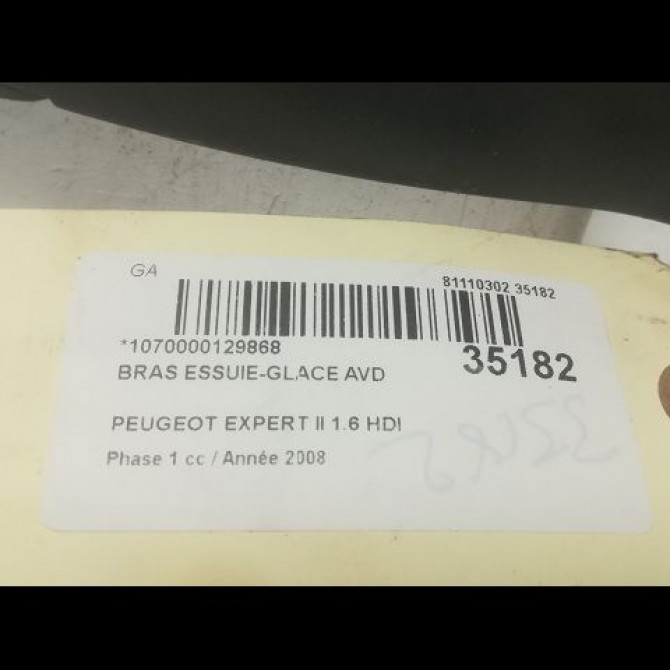 GA
81110302 35182
*1070000129868
35182
BRAS ESSUIE-GLACE AVD
PEUGEOT EXPERT II 1.6 HDI
Phase 1 cc / Année 2008